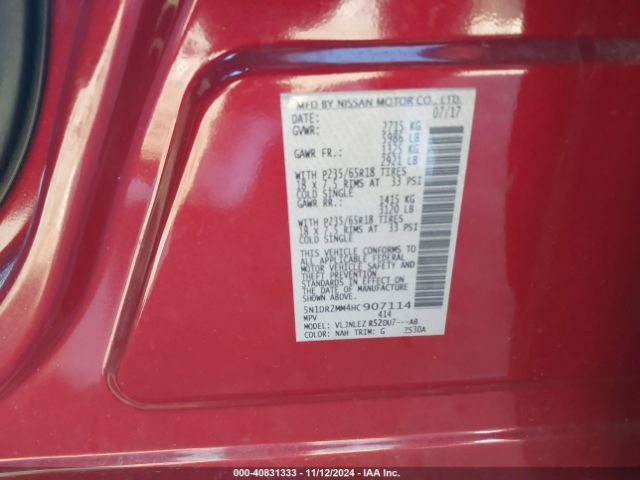 MFD BY NISSAN MOTOR CO., LTD.
DATE: 07/17
GVWR: 2715 KG
5986 LB
GAWR FR.: 1325 KG
2921 LB
WITH P235/65R18 TIRES
18 x 7.5 RIMS AT 33 PSI
COLD SINGLE
GAWR RR.: 1415 KG
3120 LB
WITH P235/65R18 TIRES
18 x 7.5 RIMS AT 33 PSI
COLD SINGLE
THIS VEHICLE CONFORMS TO
ALL APPLICABLE FEDERAL
MOTOR VEHICLE SAFETY AND
THEFT PREVENTION
STANDARDS IN EFFECT ON
THE DATE OF MANUFACTURE
SHOWN ABOVE.
5N1DR2MM4HC907114
MPV 414
MODEL: VLJNLEZ R520U7---AB
COLOR: NAH TRIM: G ZS30A
000-40831333 - 11/12/2024 - IAA Inc.